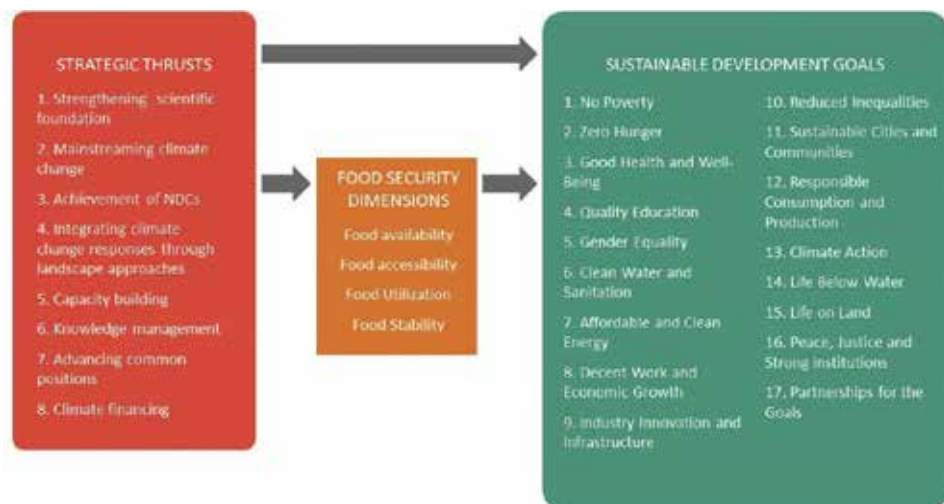 STRATEGIC THRUSTS
1. Strengthening scientific
foundation
2. Mainstreaming climate
change
3. Achievement of NDCs
4. Integrating climate
change responses through
landscape approaches
5. Capacity building
6. Knowledge management
7. Advancing common
positions
8. Climate financing
FOOD SECURITY
DIMENSIONS
Food availability
Food accessibility
Food Utilization
Food Stability
SUSTAINABLE DEVELOPMENT GOALS
1. No Poverty
2. Zero Hunger
3. Good Health and Well-
Being
4. Quality Education
5. Gender Equality
6. Clean Water and
Sanitation
7. Affordable and Clean
Energy
8. Decent Work and
Economic Growth
9. Industry Innovation and
Infrastructure
10. Reduced Inequalities
11. Sustainable Cities and
Communities
12. Responsible
Consumption and
Production
13. Climate Action
14. Life Below Water
15. Life on Land
16. Peace, Justice and
Strong institutions
17. Partnerships for the
Goals